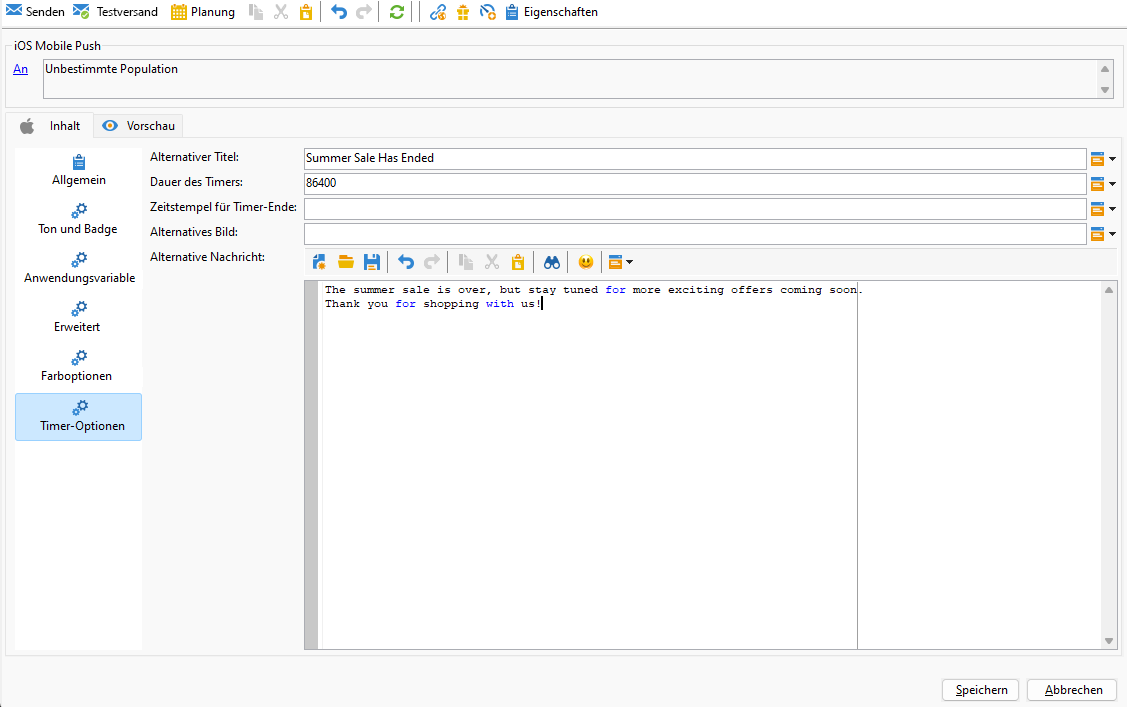 Senden Testversand Planung Eigenschaften
iOS Mobile Push
An Unbestimmte Population
Inhalt Vorschau
Allgemein
Ton und Badge
Anwendungsvariable
Erweitert
Farboptionen
Timer-Optionen
Alternativer Titel: Summer Sale Has Ended
Dauer des Timers: 86400
Zeitstempel für Timer-Ende:
Alternatives Bild:
Alternative Nachricht:
The summer sale is over, but stay tuned for more exciting offers coming soon.
Thank you for shopping with us!
Speichern Abbrechen